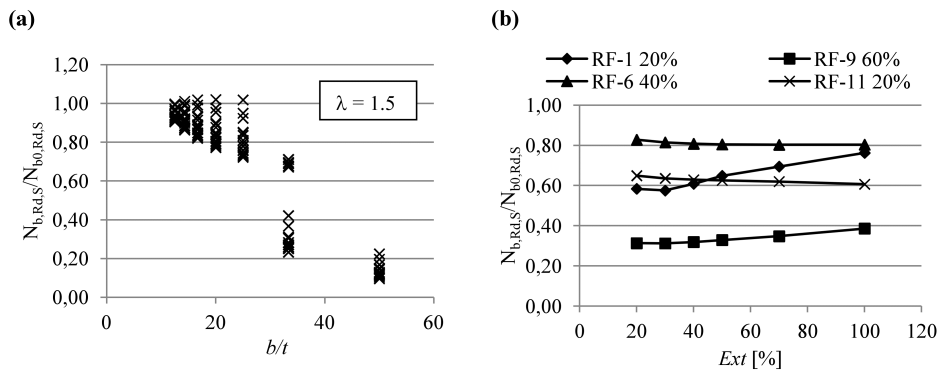 (a)
1,20
1,00
0,80
0,60
0,40
0,20
0,00
N_b,Rd,S/N_b0,Rd,S
λ = 1.5
0 20 40 60
b/t
(b)
RF-1 20% RF-9 60%
RF-6 40% RF-11 20%
1,00
0,80
0,60
0,40
0,20
0,00
N_b,Rd,S/N_b0,Rd,S
0 20 40 60 80 100 120
Ext [%]